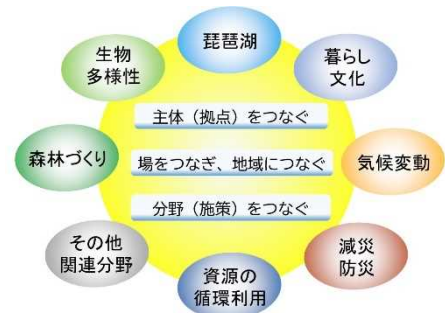 琵琶湖
生物
多様性
暮らし
文化
主体（拠点）をつなぐ
森林づくり
場をつなぎ、地域につなぐ
気候変動
分野（施策）をつなぐ
その他
関連分野
減災
防災
資源の
循環利用